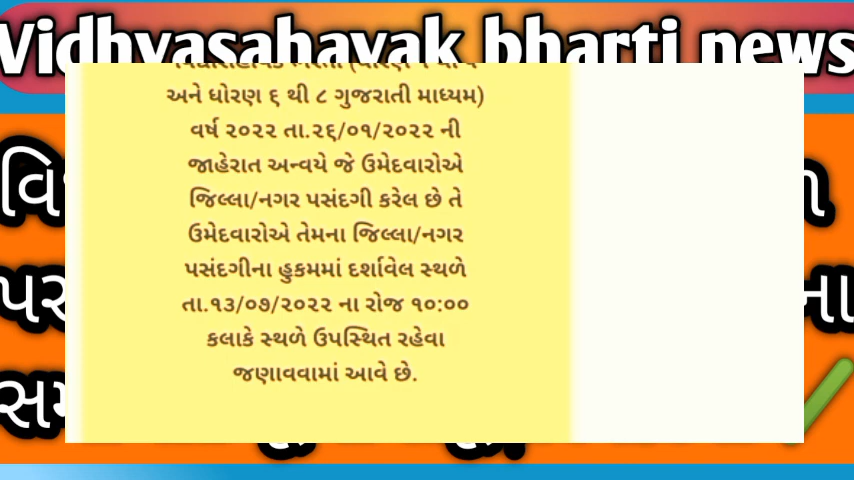 Vidhyasahayak bharti news
અને ધોરણ ૬ થી ૮ ગુજરાતી માધ્યમ)
વર્ષ ૨૦૨૨ તા.૨૬/૦૧/૨૦૨૨ ની
જાહેરાત અન્વયે જે ઉમેદવારોએ
જિલ્લા/નગર પસંદગી કરેલ છે તે
ઉમેદવારોએ તેમના જિલ્લા/નગર
પસંદગીના હુકમમાં દર્શાવેલ સ્થળે
તા.૧૩/૦૭/૨૦૨૨ ના રોજ ૧૦:૦૦
કલાકે સ્થળે ઉપસ્થિત રહેવા
જણાવવામાં આવે છે.